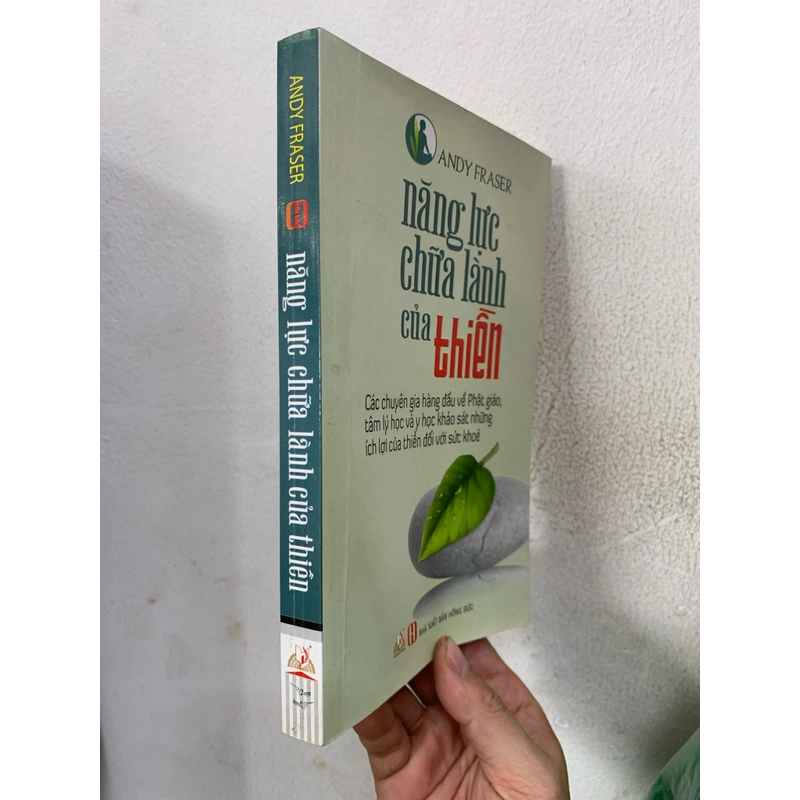 ANDY FRASER
năng lực chữa lành của thiền
ANDY FRASER
năng lực
chữa lành
của thiền
Các chuyên gia hàng đầu về Phật giáo,
tâm lý học và y học khảo sát những
ích lợi của thiền đối với sức khoẻ
NHÀ XUẤT BẢN HỒNG ĐỨC